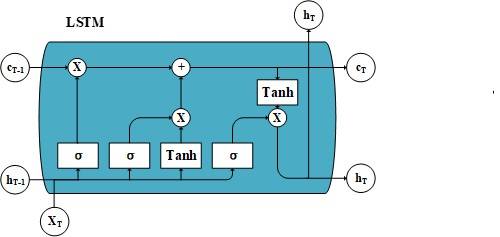 LSTM
h_T
c_T-1
X
+
c_T
Tanh
X
X
σ
σ
Tanh
σ
h_T-1
h_T
X_T